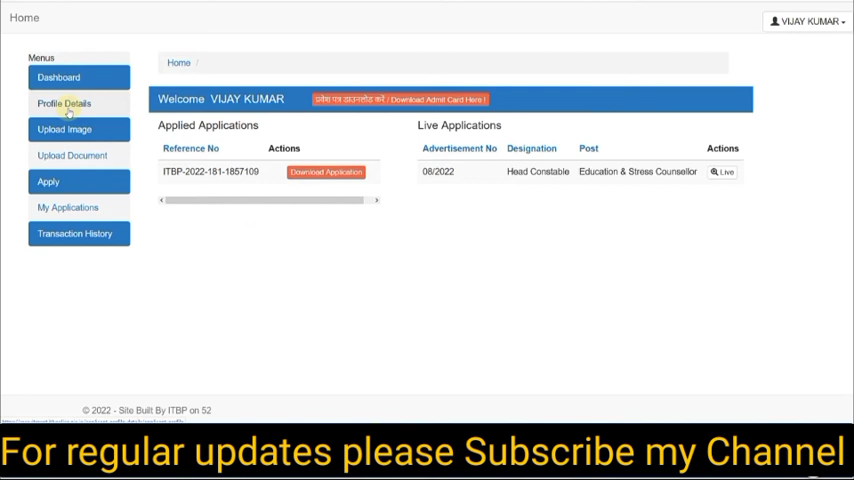 Home
VIJAY KUMAR
Menus
Dashboard
Profile Details
Upload Image
Upload Document
Apply
My Applications
Transaction History
Home /
Welcome VIJAY KUMAR
प्रवेश पत्र डाउनलोड करें / Download Admit Card Here !
Applied Applications
Reference No Actions
ITBP-2022-181-1857109 Download Application
Live Applications
Advertisement No Designation Post Actions
08/2022 Head Constable Education & Stress Counsellor Live
© 2022 - Site Built By ITBP on 52
For regular updates please Subscribe my Channel